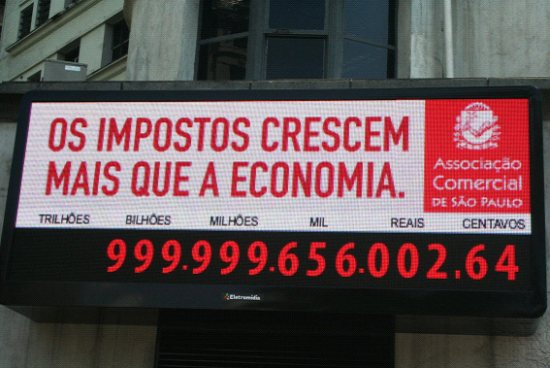 OS IMPOSTOS CRESCEM
MAIS QUE A ECONOMIA.
Associação
Comercial
DE SÃO PAULO
TRILHÕES BILHÕES MILHÕES MIL REAIS CENTAVOS
999.999.656.002,64
Eletromidia